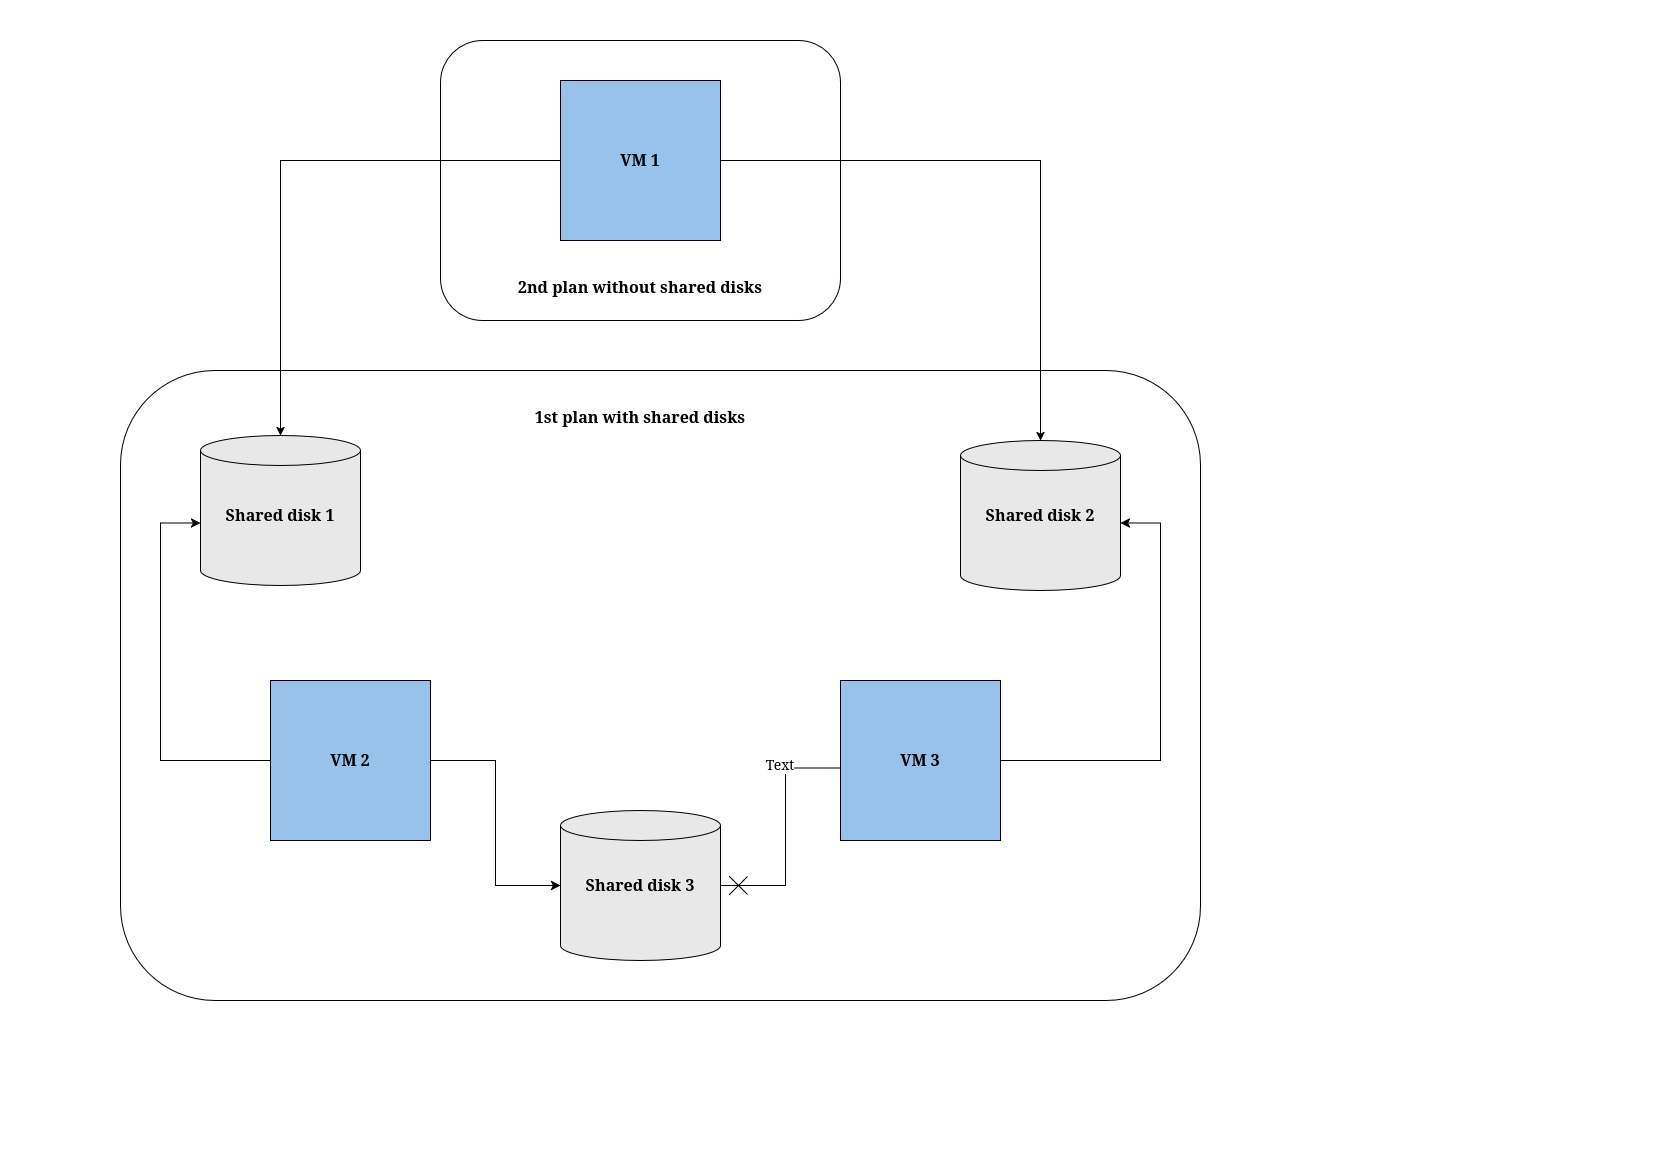 VM 1
2nd plan without shared disks
1st plan with shared disks
Shared disk 1
Shared disk 2
VM 2
VM 3
Text
Shared disk 3